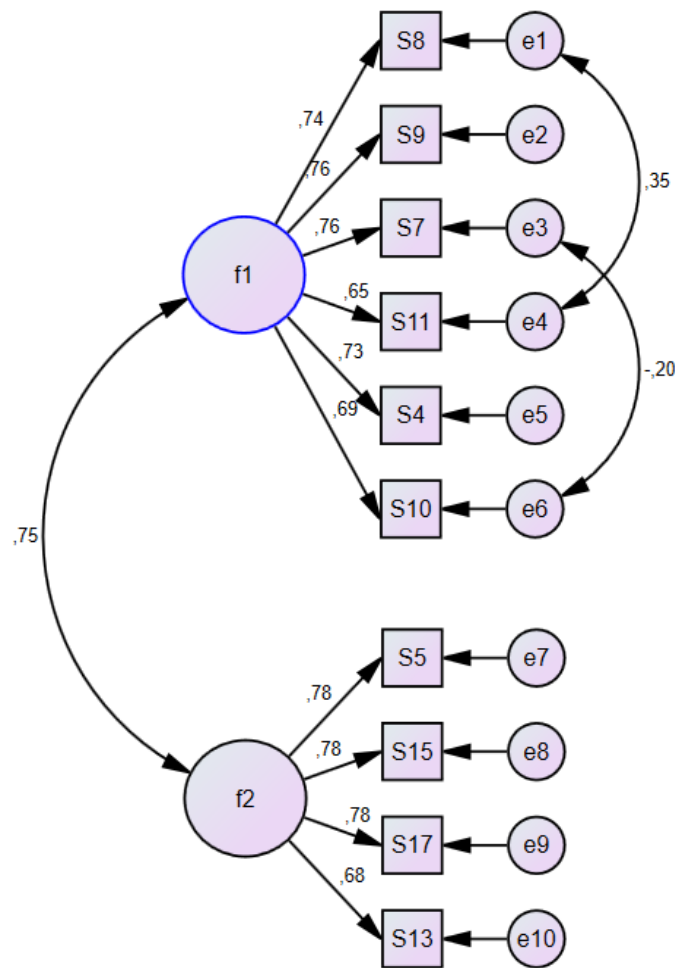 S8
e1
,74
S9
e2
,76
,35
S7
e3
,76
f1
,65
S11
e4
,73
-,20
,69
S4
e5
S10
e6
,75
S5
e7
,78
S15
e8
,78
f2
,78
S17
e9
,68
S13
e10